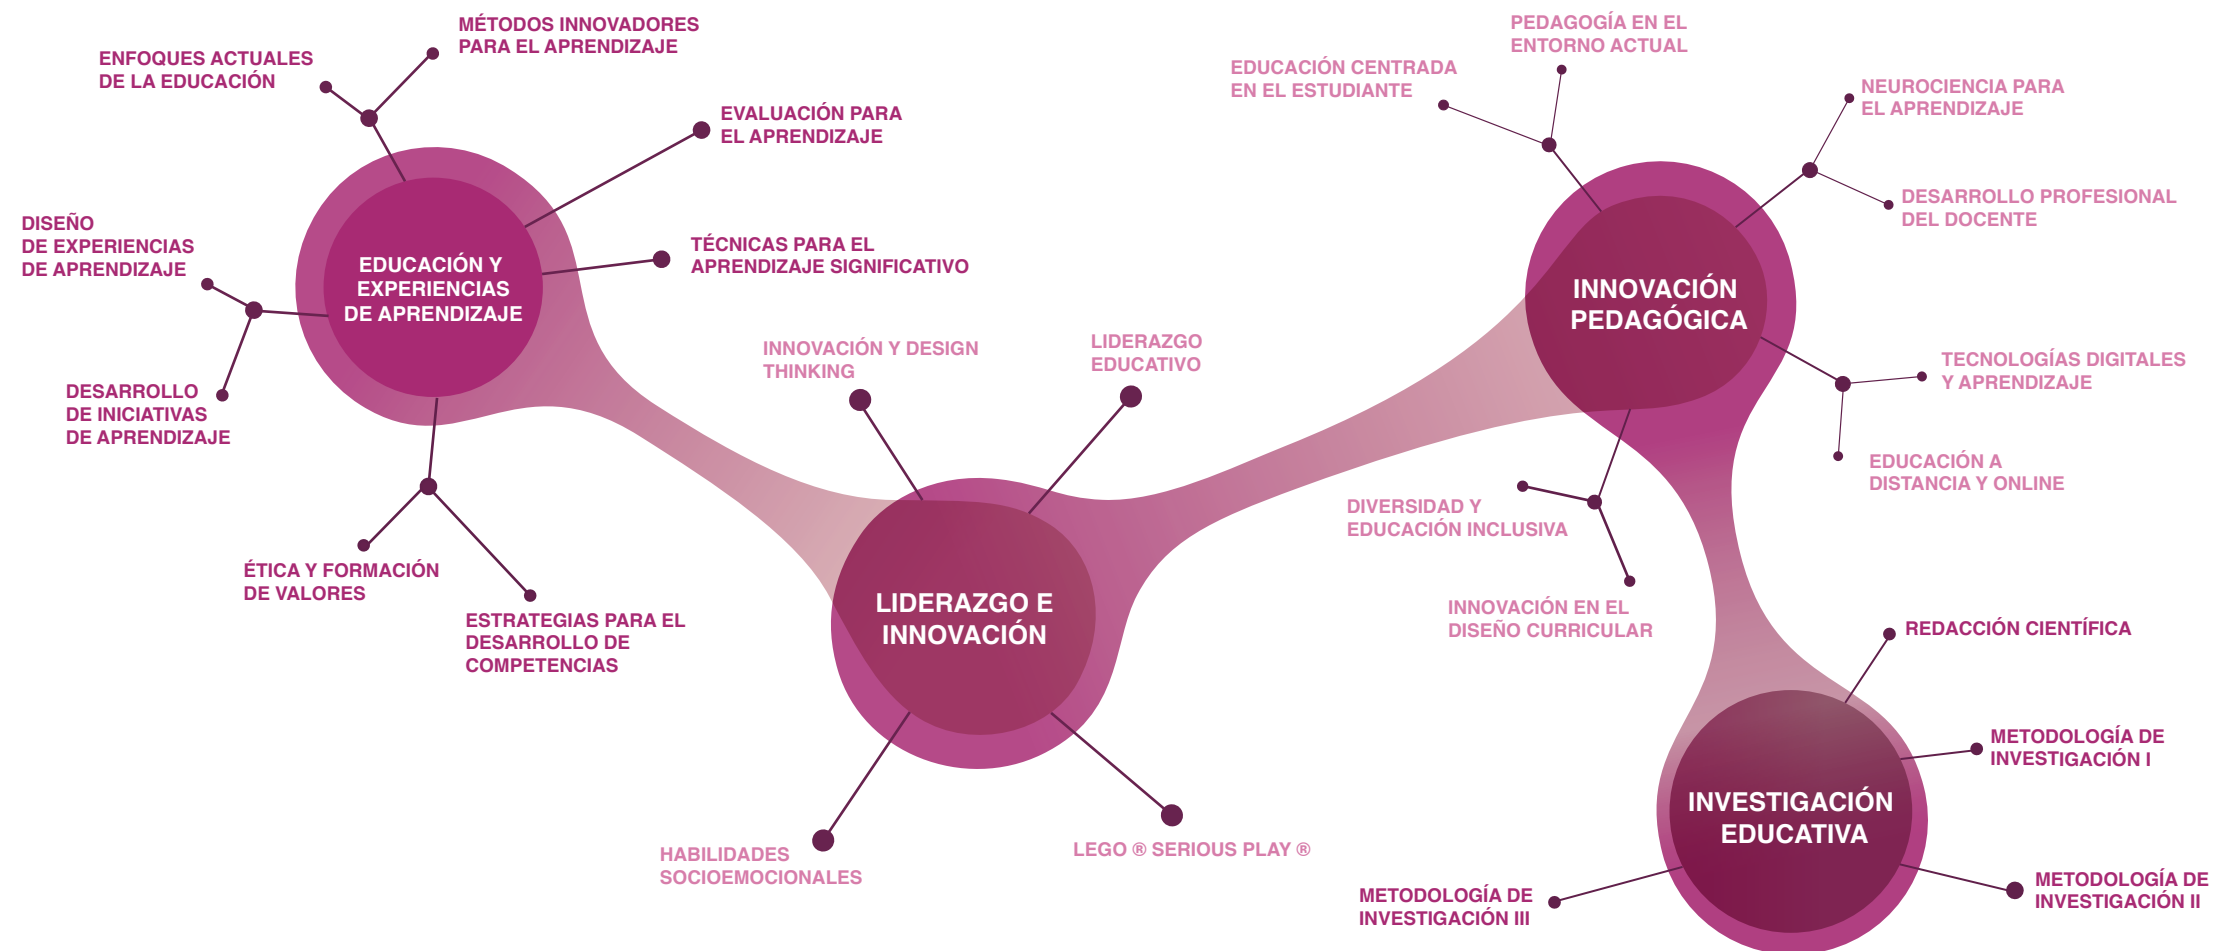 MÉTODOS INNOVADORES
PARA EL APRENDIZAJE
ENFOQUES ACTUALES
DE LA EDUCACIÓN
EVALUACIÓN PARA
EL APRENDIZAJE
DISEÑO
DE EXPERIENCIAS
DE APRENDIZAJE
EDUCACIÓN Y
EXPERIENCIAS
DE APRENDIZAJE
TÉCNICAS PARA EL
APRENDIZAJE SIGNIFICATIVO
DESARROLLO
DE INICIATIVAS
DE APRENDIZAJE
ÉTICA Y FORMACIÓN
DE VALORES
ESTRATEGIAS PARA EL
DESARROLLO DE
COMPETENCIAS
INNOVACIÓN Y DESIGN
THINKING
LIDERAZGO
EDUCATIVO
LIDERAZGO E
INNOVACIÓN
HABILIDADES
SOCIOEMOCIONALES
LEGO ® SERIOUS PLAY ®
PEDAGOGÍA EN EL
ENTORNO ACTUAL
EDUCACIÓN CENTRADA
EN EL ESTUDIANTE
NEUROCIENCIA PARA
EL APRENDIZAJE
DESARROLLO PROFESIONAL
DEL DOCENTE
INNOVACIÓN
PEDAGÓGICA
TECNOLOGÍAS DIGITALES
Y APRENDIZAJE
EDUCACIÓN A
DISTANCIA Y ONLINE
DIVERSIDAD Y
EDUCACIÓN INCLUSIVA
INNOVACIÓN EN EL
DISEÑO CURRICULAR
REDACCIÓN CIENTÍFICA
METODOLOGÍA DE
INVESTIGACIÓN I
INVESTIGACIÓN
EDUCATIVA
METODOLOGÍA DE
INVESTIGACIÓN II
METODOLOGÍA DE
INVESTIGACIÓN III